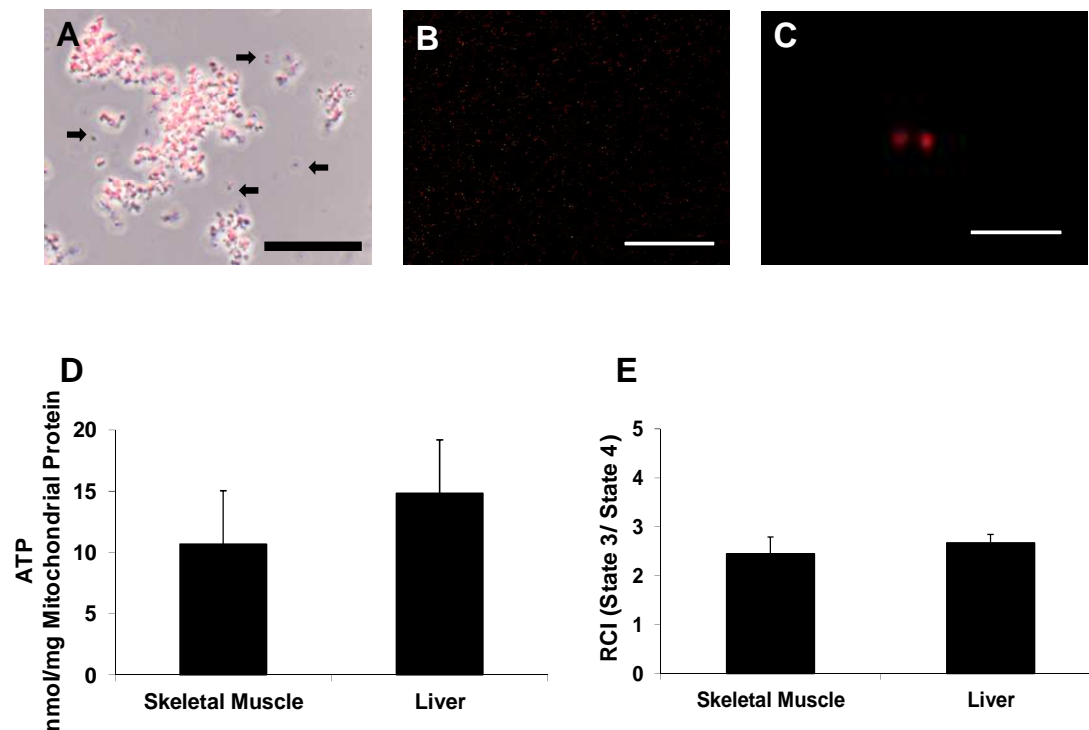 A
B
C
D
ATP
nmol/mg Mitochondrial Protein
20
15
10
5
0
Skeletal Muscle
Liver
E
RCI (State 3/ State 4)
5
4
3
2
1
0
Skeletal Muscle
Liver